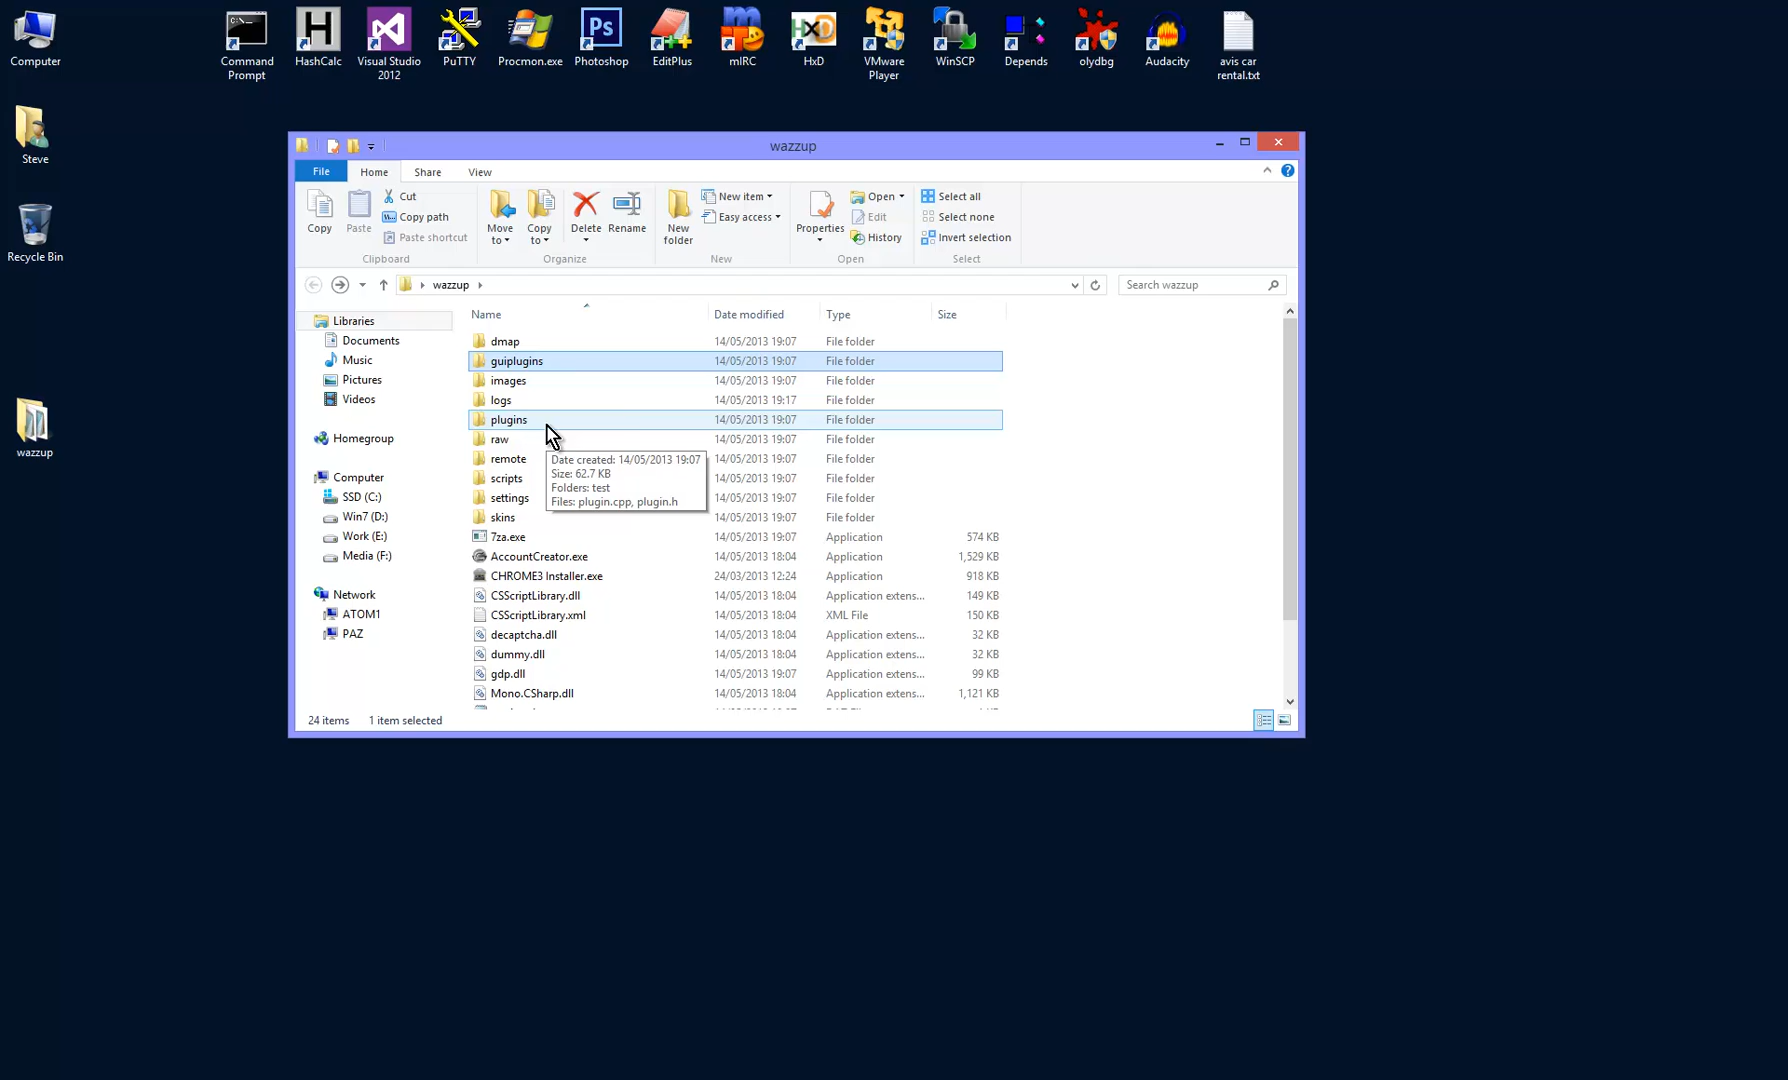 Computer
Command Prompt
HashCalc
Visual Studio 2012
PuTTY
Procmon.exe
Ps
Photoshop
EditPlus
mIRC
HxD
HxD
VMware Player
WinSCP
Depends
olydbg
Audacity
avis car rental.txt
Steve
Recycle Bin
wazzup
wazzup
File
Home
Share
View
Copy
Paste
Cut
Copy path
Paste shortcut
Clipboard
Move to
Copy to
Delete
Rename
Organize
New folder
New item
Easy access
New
Properties
Open
Edit
History
Open
Select all
Select none
Invert selection
Select
wazzup
Search wazzup
Libraries
Documents
Music
Pictures
Videos
Homegroup
Computer
SSD (C:)
Win7 (D:)
Work (E:)
Media (F:)
Network
ATOM1
PAZ
Name Date modified Type Size
dmap 14/05/2013 19:07 File folder
guiplugins 14/05/2013 19:07 File folder
images 14/05/2013 19:07 File folder
logs 14/05/2013 19:17 File folder
plugins 14/05/2013 19:07 File folder
raw 14/05/2013 19:07 File folder
remote 14/05/2013 19:07 File folder
scripts 14/05/2013 19:07 File folder
settings 14/05/2013 19:07 File folder
skins 14/05/2013 19:07 File folder
7za.exe 14/05/2013 19:07 Application 574 KB
AccountCreator.exe 14/05/2013 18:04 Application 1,529 KB
CHROME3 Installer.exe 24/03/2013 12:24 Application 918 KB
CSScriptLibrary.dll 14/05/2013 18:04 Application extens... 149 KB
CSScriptLibrary.xml 14/05/2013 18:04 XML File 150 KB
decaptcha.dll 14/05/2013 18:04 Application extens... 32 KB
dummy.dll 14/05/2013 18:04 Application extens... 32 KB
gdp.dll 14/05/2013 19:07 Application extens... 99 KB
Mono.CSharp.dll 14/05/2013 18:04 Application extens... 1,121 KB
Date created: 14/05/2013 19:07
Size: 62.7 KB
Folders: test
Files: plugin.cpp, plugin.h
24 items 1 item selected